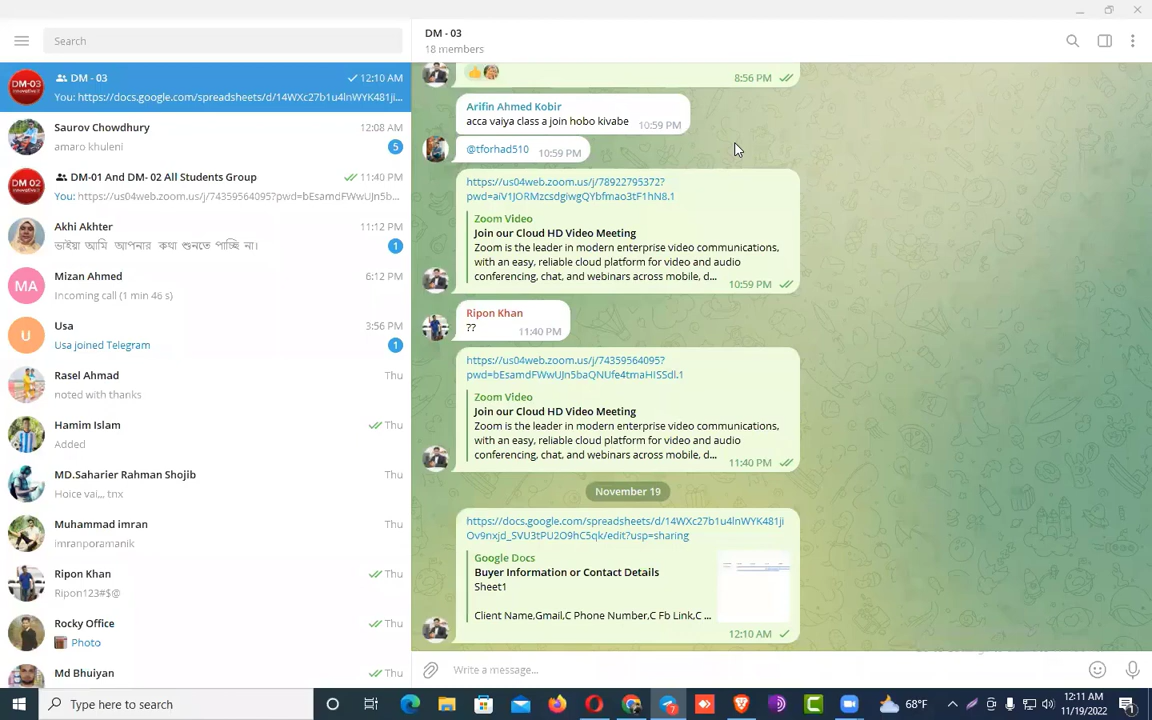 Search
DM - 03
18 members
DM - 03
12:10 AM
You: https://docs.google.com/spreadsheets/d/14WXc27b1u4lnWYK481ji...
Saurov Chowdhury
12:08 AM
amaro khuleni
5
DM-01 And DM- 02 All Students Group
11:40 PM
You: https://us04web.zoom.us/j/74359564095?pwd=bEsamdFWwUJn5b...
Akhi Akhter
11:12 PM
ভাইয়া আমি আপনার কথা শুনতে পাচ্ছি না।
1
MA
Mizan Ahmed
6:12 PM
Incoming call (1 min 46 s)
U
Usa
3:56 PM
Usa joined Telegram
1
Rasel Ahmad
Thu
noted with thanks
Hamim Islam
Thu
Added
MD.Saharier Rahman Shojib
Thu
Hoice vai,,, tnx
Muhammad imran
Thu
imranporamanik
Ripon Khan
Thu
Ripon123#$@
Rocky Office
Thu
Photo
Md Bhuiyan
Thu
8:56 PM
Arifin Ahmed Kobir
acca vaiya class a join hobo kivabe
10:59 PM
@tforhad510
10:59 PM
https://us04web.zoom.us/j/78922795372?
pwd=aiV1JORMzcsdgiwgQYbfmao3tF1hN8.1
Zoom Video
Join our Cloud HD Video Meeting
Zoom is the leader in modern enterprise video communications,
with an easy, reliable cloud platform for video and audio
conferencing, chat, and webinars across mobile, d...
10:59 PM
Ripon Khan
??
11:40 PM
https://us04web.zoom.us/j/74359564095?
pwd=bEsamdFWwUJn5baQNUfe4tmaHISSdl.1
Zoom Video
Join our Cloud HD Video Meeting
Zoom is the leader in modern enterprise video communications,
with an easy, reliable cloud platform for video and audio
conferencing, chat, and webinars across mobile, d...
11:40 PM
November 19
https://docs.google.com/spreadsheets/d/14WXc27b1u4lnWYK481ji
Ov9nxjd_SVU3tPU2O9hC5qk/edit?usp=sharing
Google Docs
Buyer Information or Contact Details
Sheet1
Client Name,Gmail,C Phone Number,C Fb Link,C ...
12:10 AM
Write a message...
Type here to search
68°F
12:11 AM
11/19/2022